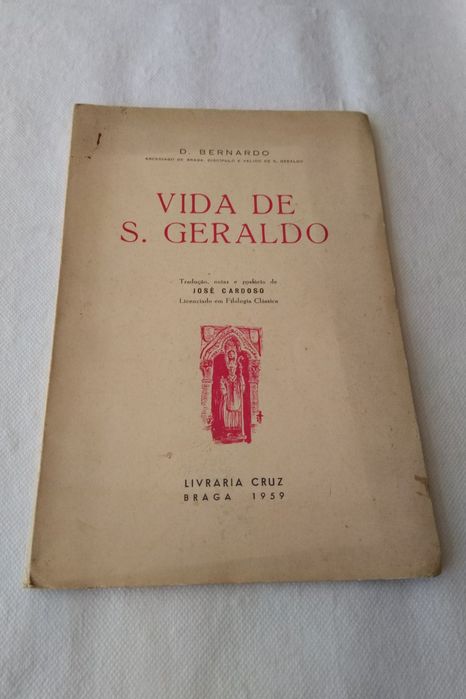 D. BERNARDO
ARCEDIAGO DE BRAGA, DISCÍPULO E VALIDO DE S. GERALDO
VIDA DE
S. GERALDO
Tradução, notas e prefácio de
JOSÉ CARDOSO
Licenciado em Filologia Clássica
LIVRARIA CRUZ
BRAGA 1959